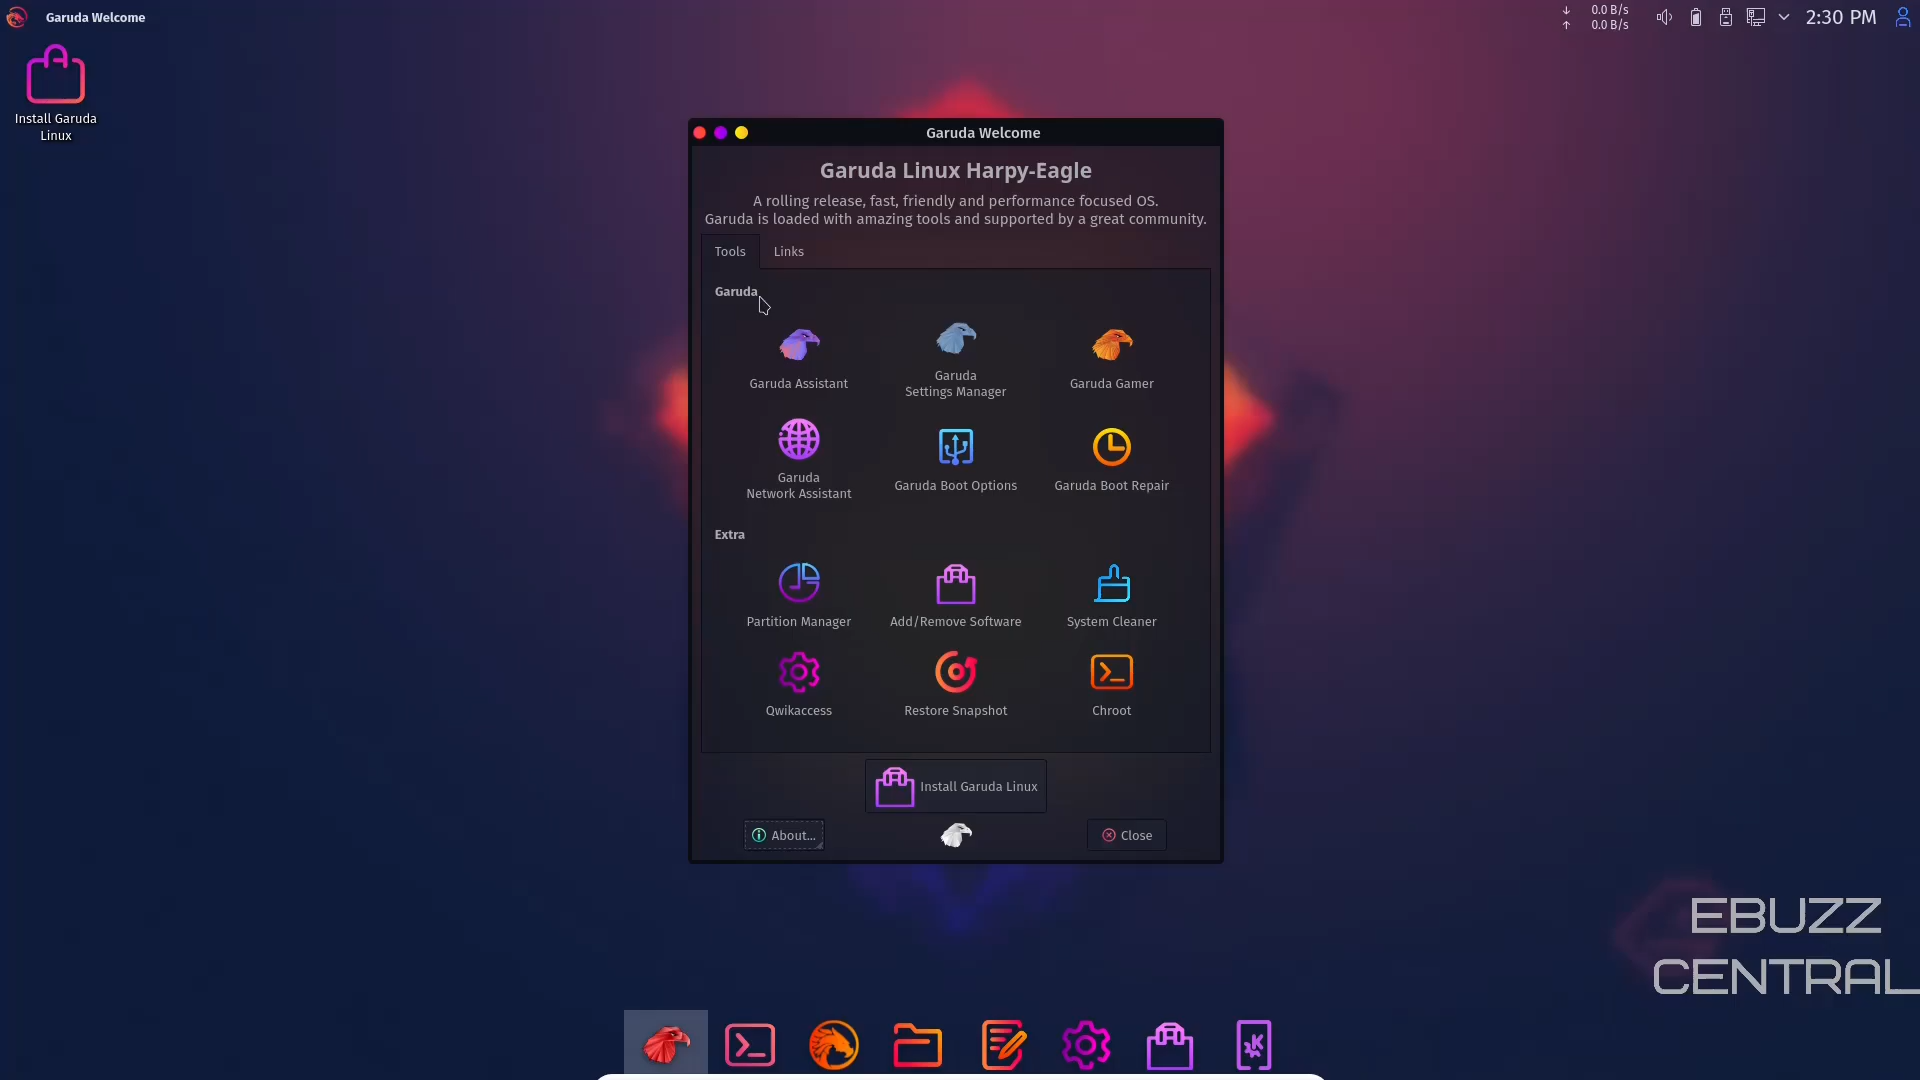 Garuda Welcome
0.0 B/s
0.0 B/s
2:30 PM
Install Garuda
Linux
Garuda Welcome
Garuda Linux Harpy-Eagle
A rolling release, fast, friendly and performance focused OS.
Garuda is loaded with amazing tools and supported by a great community.
Tools
Links
Garuda
Garuda Assistant
Garuda
Settings Manager
Garuda Gamer
Garuda
Network Assistant
Garuda Boot Options
Garuda Boot Repair
Extra
Partition Manager
Add/Remove Software
System Cleaner
Qwikaccess
Restore Snapshot
Chroot
Install Garuda Linux
About...
Close
EBUZZ
CENTRAL